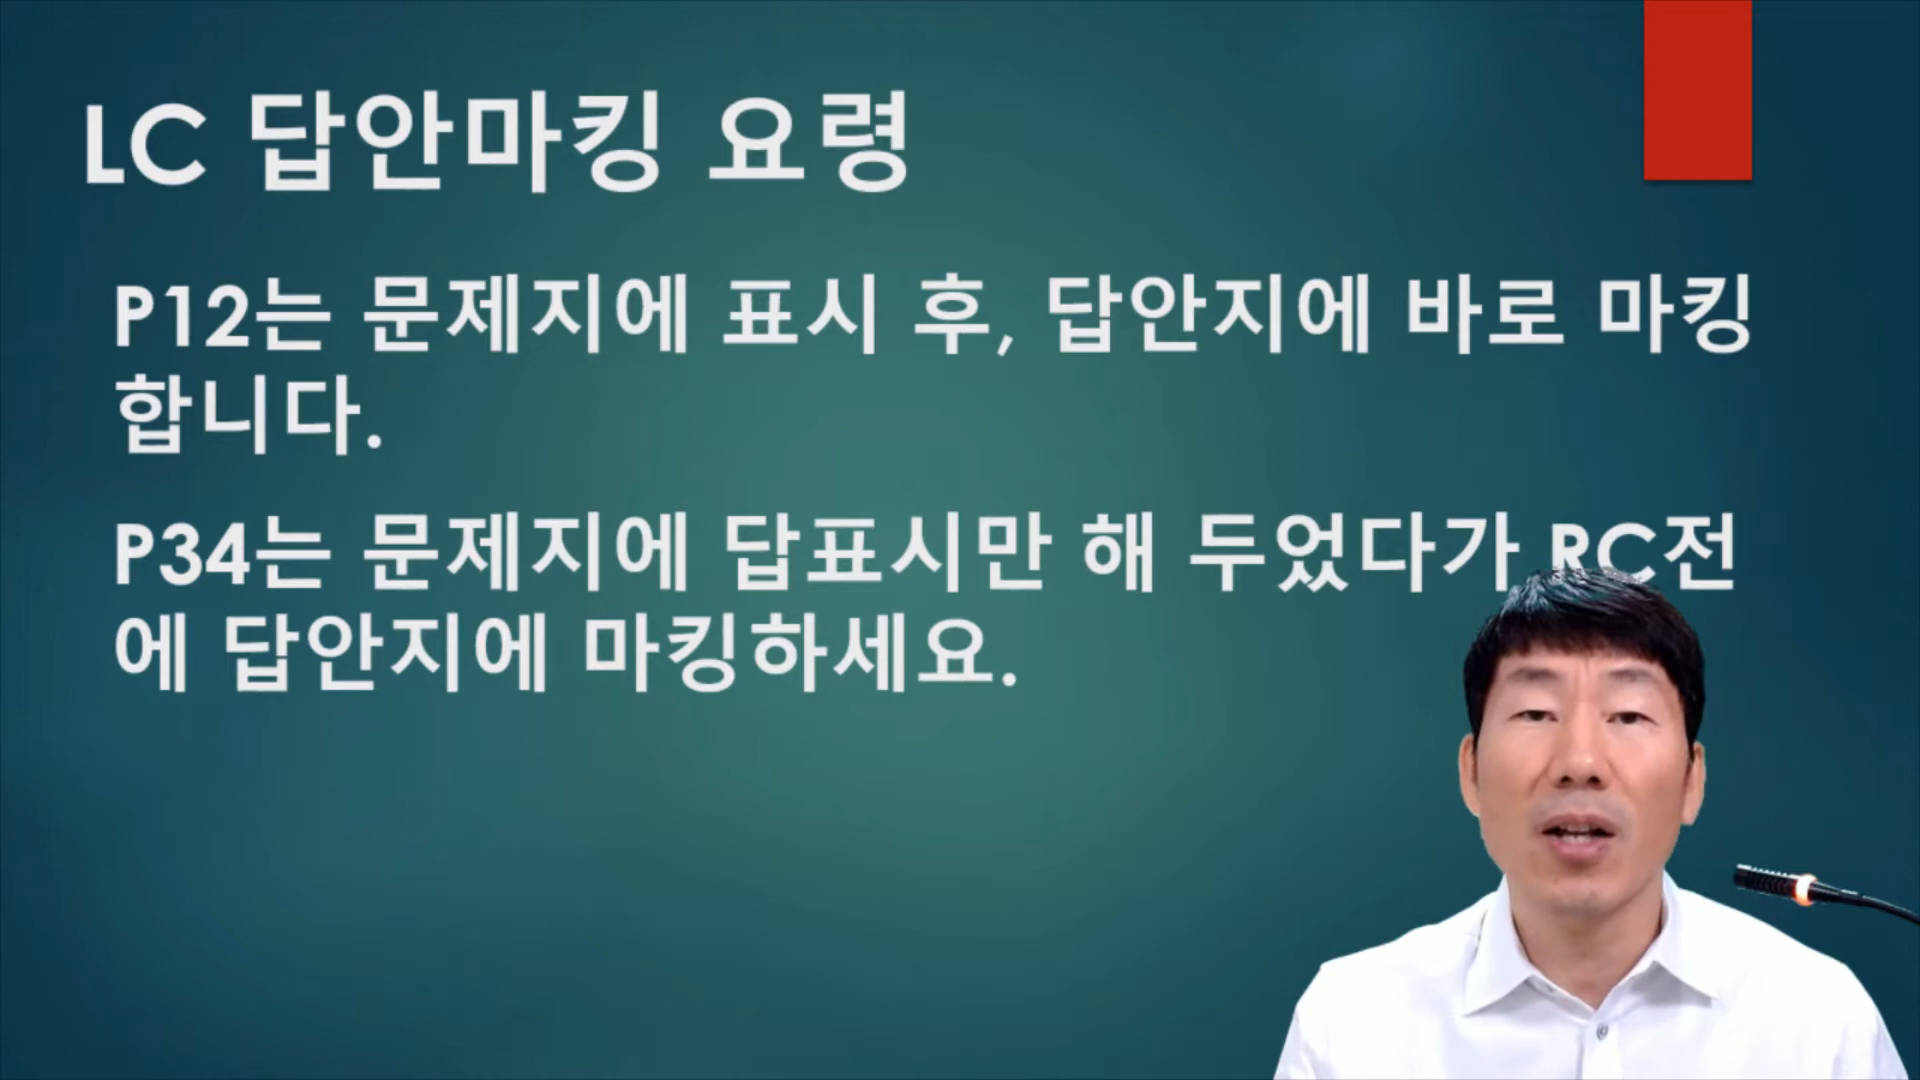 LC 답안마킹 요령
P12는 문제지에 표시 후, 답안지에 바로 마킹
합니다.
P34는 문제지에 답표시만 해 두었다가 RC전
에 답안지에 마킹하세요.